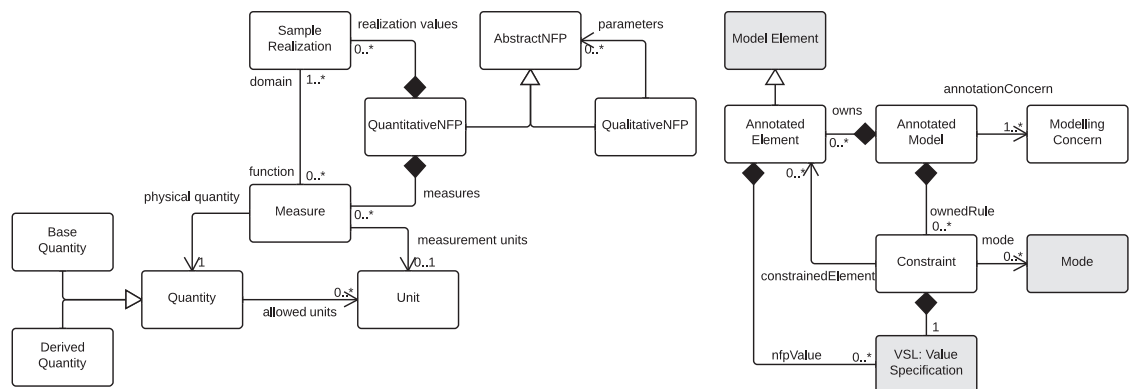 Sample
Realization
realization values
0..*
domain
1..*
AbstractNFP
parameters
0..*
QuantitativeNFP
QualitativeNFP
function
0..*
measures
0..*
physical quantity
Measure
measurement units
1
0..1
Base
Quantity
Quantity
allowed units
0..*
Unit
Derived
Quantity
Model Element
annotationConcern
owns
0..*
Annotated
Element
Annotated
Model
1..*
Modelling
Concern
0..*
ownedRule
0..*
constrainedElement
Constraint
mode
0..*
Mode
1
nfpValue
0..*
VSL: Value
Specification